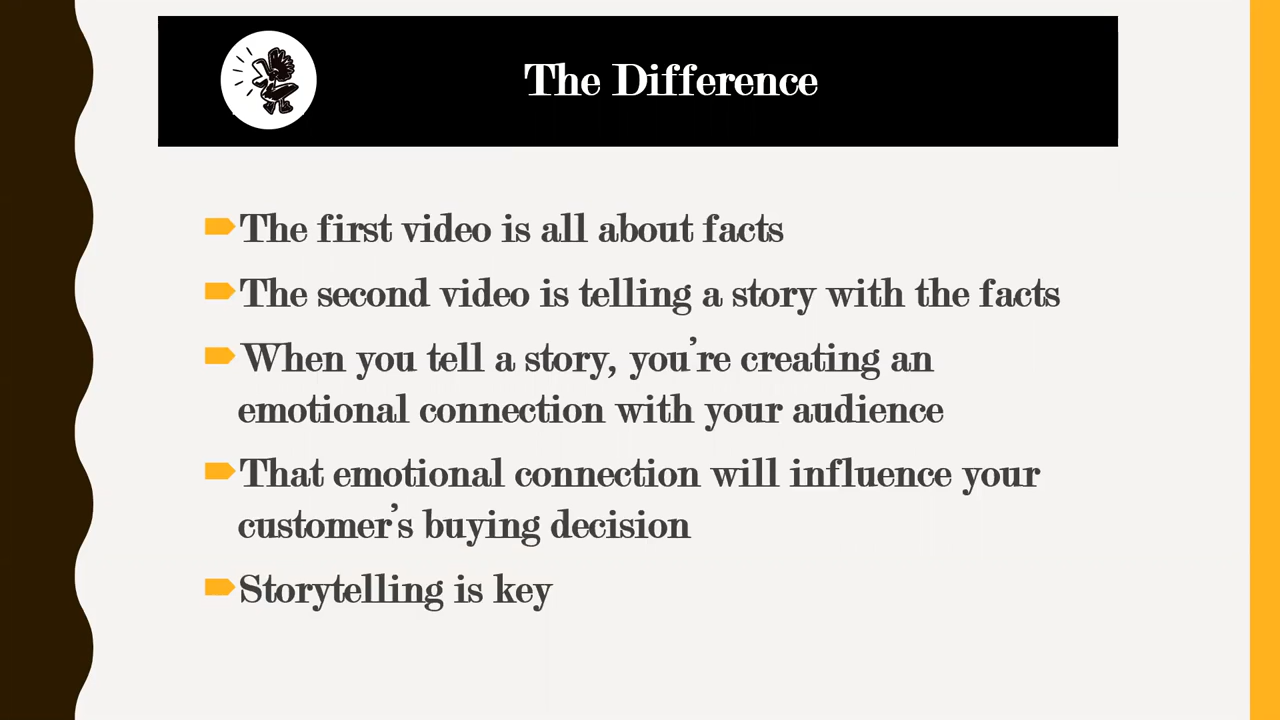 The Difference
The first video is all about facts
The second video is telling a story with the facts
When you tell a story, you’re creating an
emotional connection with your audience
That emotional connection will influence your
customer’s buying decision
Storytelling is key